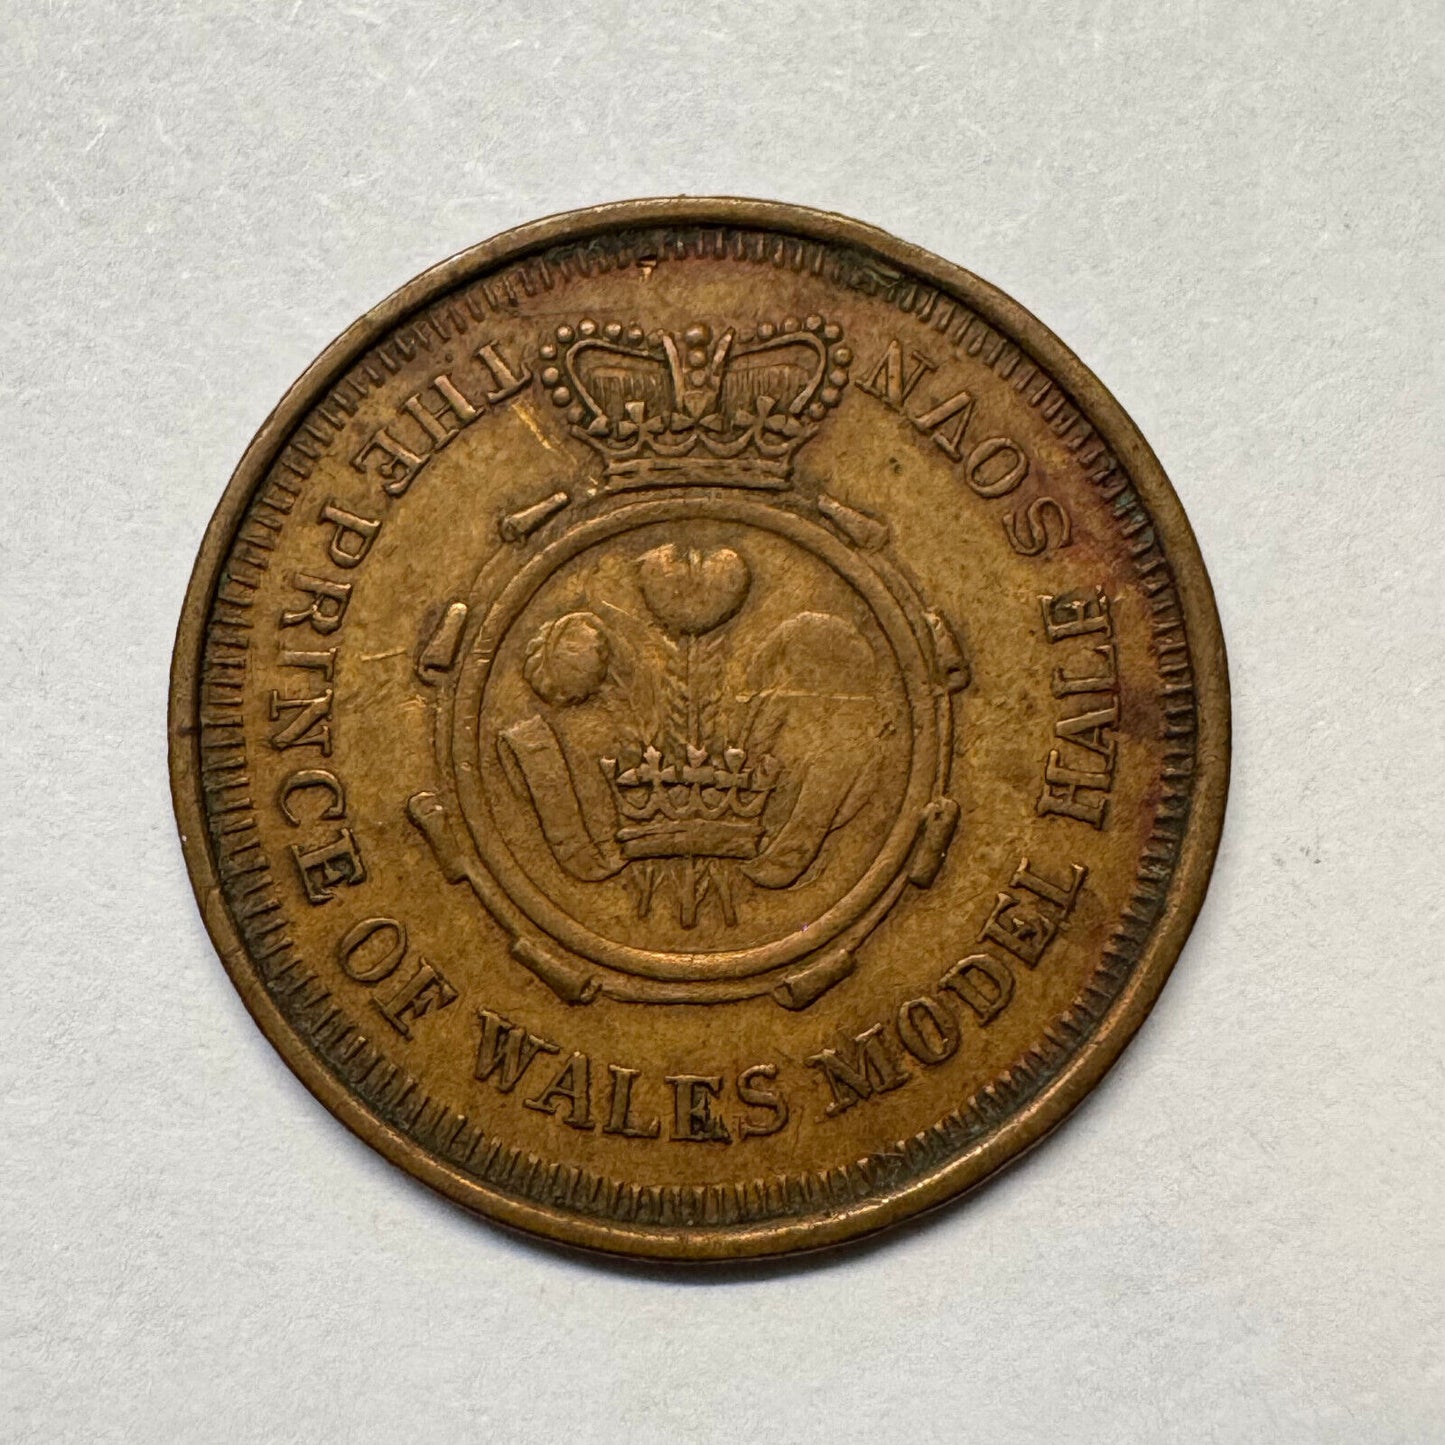 THE PRINCE OF WALES MODEL HALF SOVN